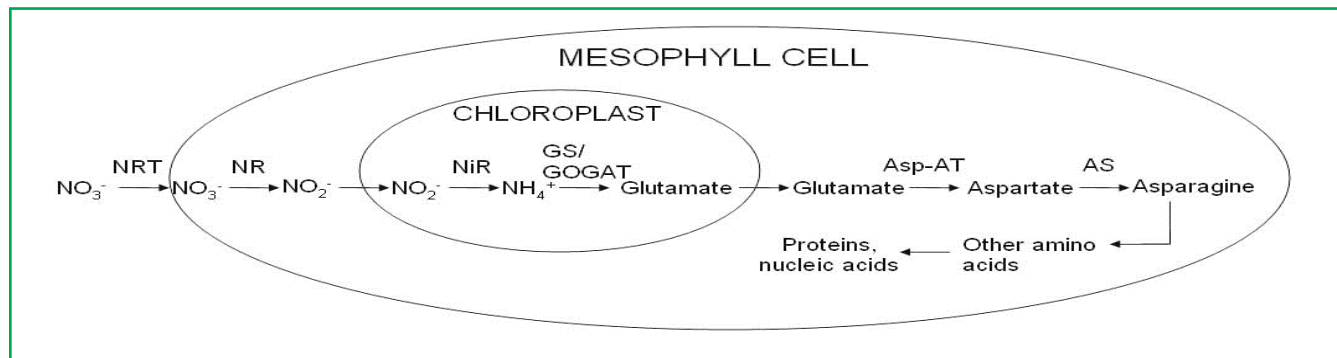 MESOPHYLL CELL
CHLOROPLAST
GS/
GOGAT
NRT NR NiR Asp-AT AS
NO₃⁻ NO₃⁻ NO₂⁻ NO₂⁻ NH₄⁺ Glutamate Glutamate Aspartate Asparagine
Proteins, Other amino
nucleic acids acids